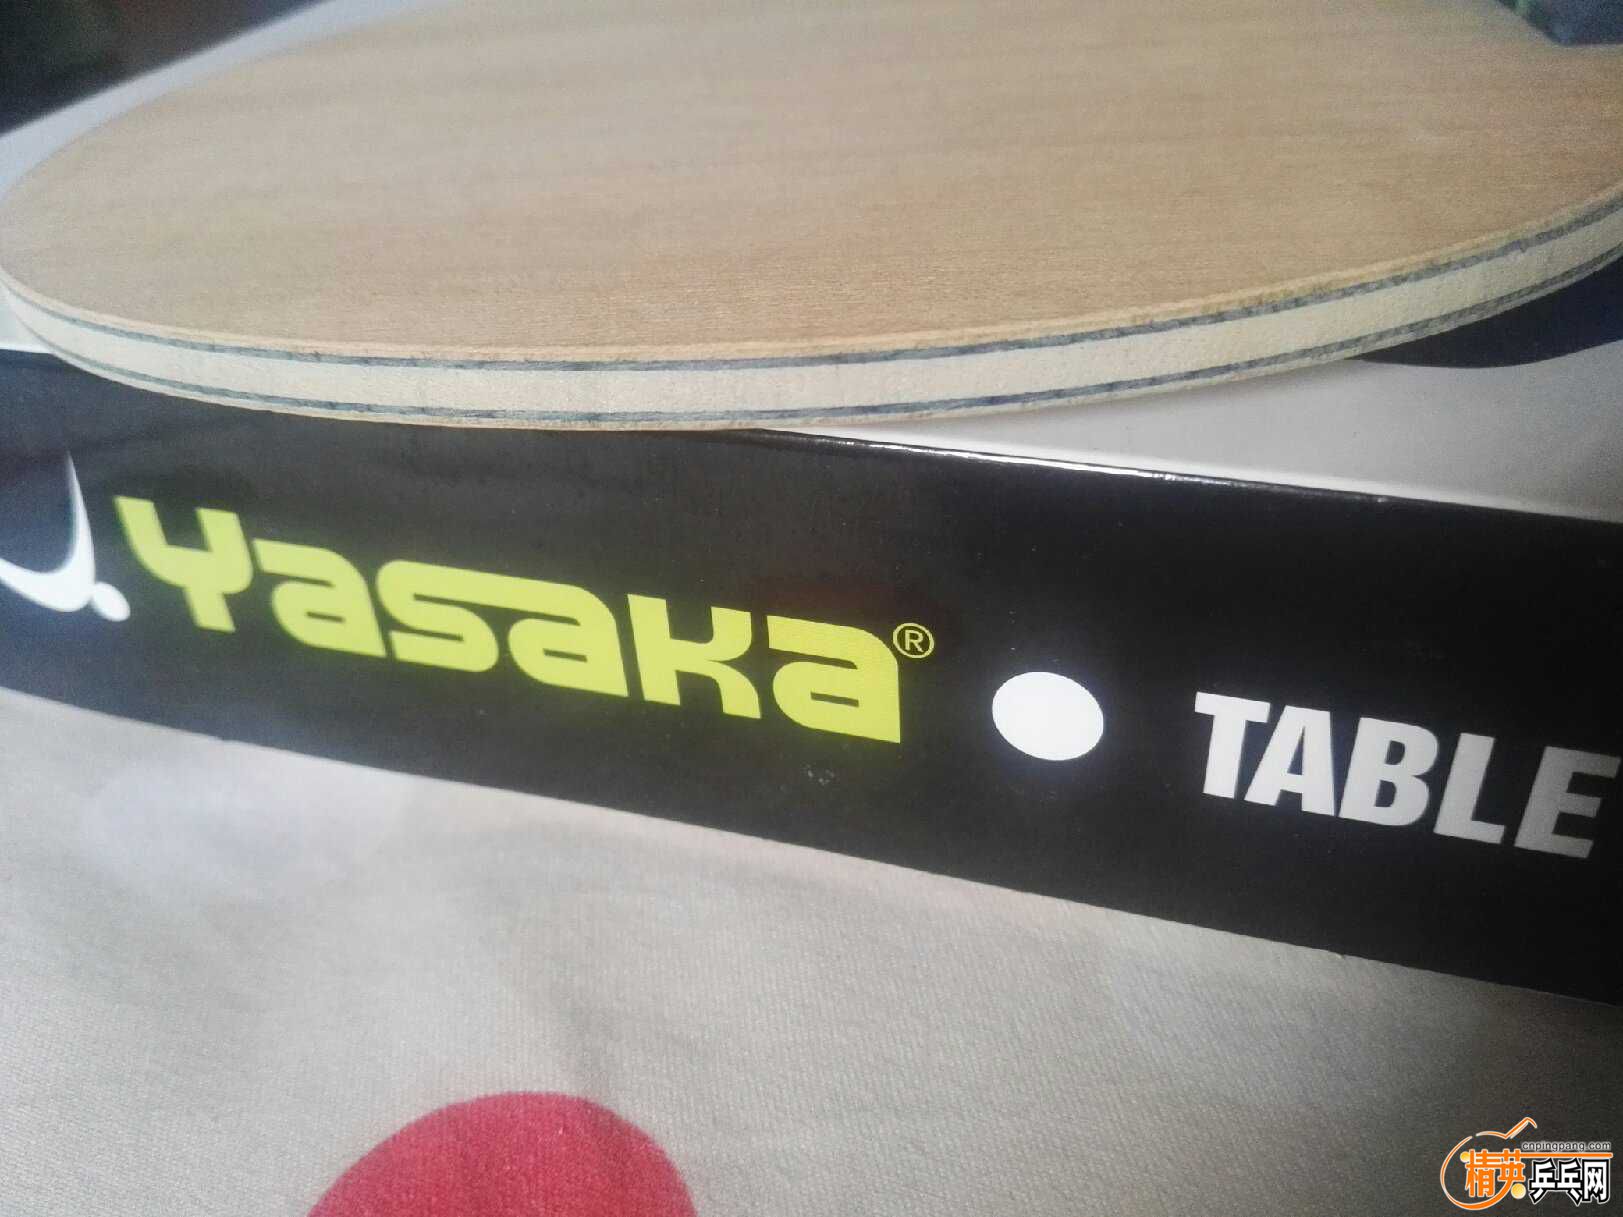 Yasaka® TABLE
cnpingpang.com
精英乒乓网